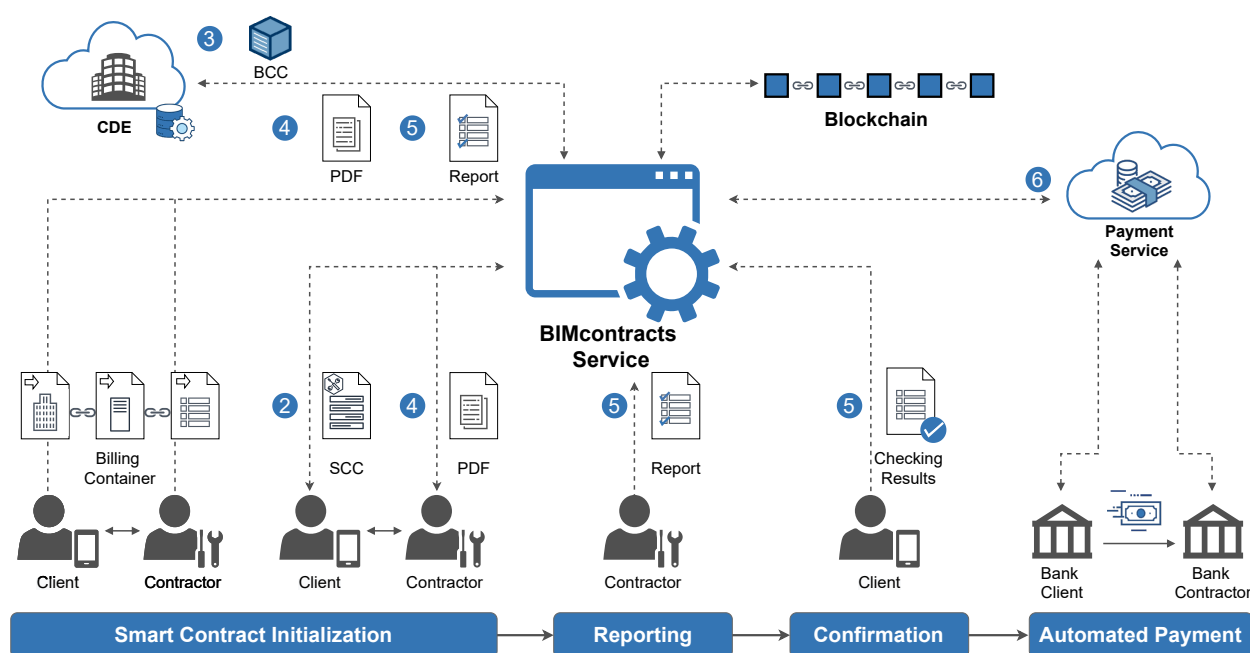 3
BCC
CDE
4
PDF
5
Report
Blockchain
6
Payment
Service
BIMcontracts
Service
Billing
Container
2
SCC
4
PDF
5
Report
5
Checking
Results
Client
Contractor
Client
Contractor
Contractor
Client
Bank
Client
Bank
Contractor
Smart Contract Initialization
Reporting
Confirmation
Automated Payment